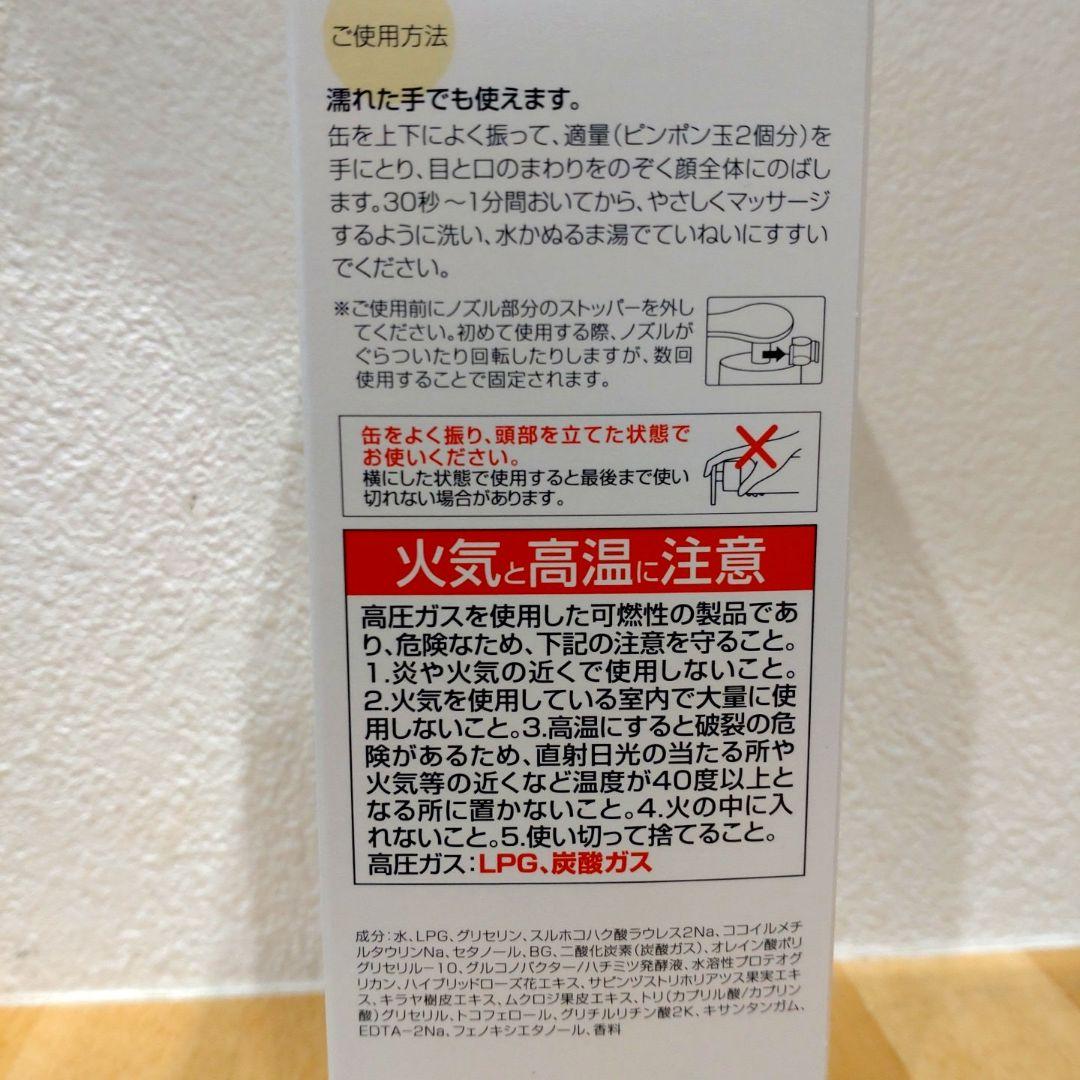 ご使用方法
濡れた手でも使えます。
缶を上下によく振って、適量(ピンポン玉2個分)を
手にとり、目と口のまわりをのぞく顔全体にのばし
ます。30秒～1分間おいてから、やさしくマッサージ
するように洗い、水かぬるま湯でていねいにすすい
でください。
※ご使用前にノズル部分のストッパーを外し
てください。初めて使用する際、ノズルが
ぐらついたり回転したりしますが、数回
使用することで固定されます。
缶をよく振り、頭部を立てた状態で
お使いください。
横にした状態で使用すると最後まで使い
切れない場合があります。
火気と高温に注意
高圧ガスを使用した可燃性の製品であ
り、危険なため、下記の注意を守ること。
1.炎や火気の近くで使用しないこと。
2.火気を使用している室内で大量に使
用しないこと。3.高温にすると破裂の危
険があるため、直射日光の当たる所や
火気等の近くなど温度が40度以上と
なる所に置かないこと。4.火の中に入
れないこと。5.使い切って捨てること。
高圧ガス：LPG、炭酸ガス
成分：水、LPG、グリセリン、スルホコハク酸ラウレス2Na、ココイルメチ
ルタウリンNa、セタノール、BG、二酸化炭素(炭酸ガス)、オレイン酸ポリ
グリセリル-10、グルコノバクター/ハチミツ発酵液、水溶性プロテオグ
リカン、ハイブリッドローズ花エキス、サピンヅストリホリアツス果実エキ
ス、キラヤ樹皮エキス、ムクロジ果皮エキス、トリ(カプリル酸/カプリン
酸)グリセリル、トコフェロール、グリチルリチン酸2K、キサンタンガム、
EDTA-2Na、フェノキシエタノール、香料